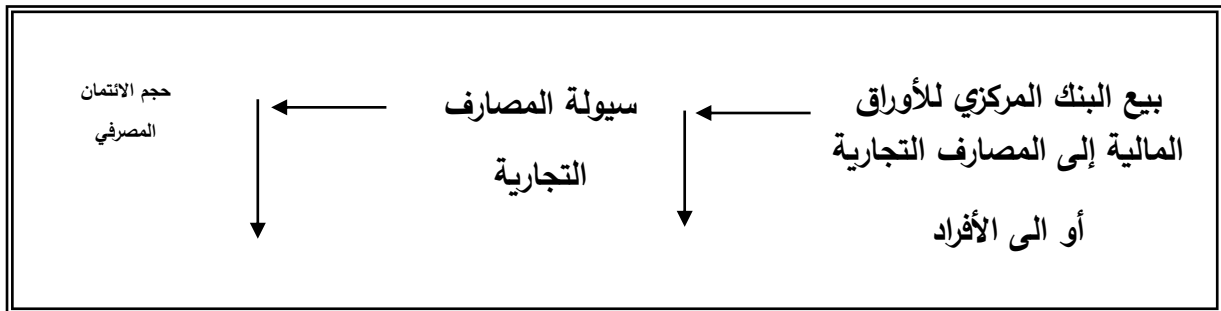 بيع البنك المركزي للأوراق
المالية إلى المصارف التجارية
أو الى الأفراد
سيولة المصارف
التجارية
حجم الائتمان
المصرفي